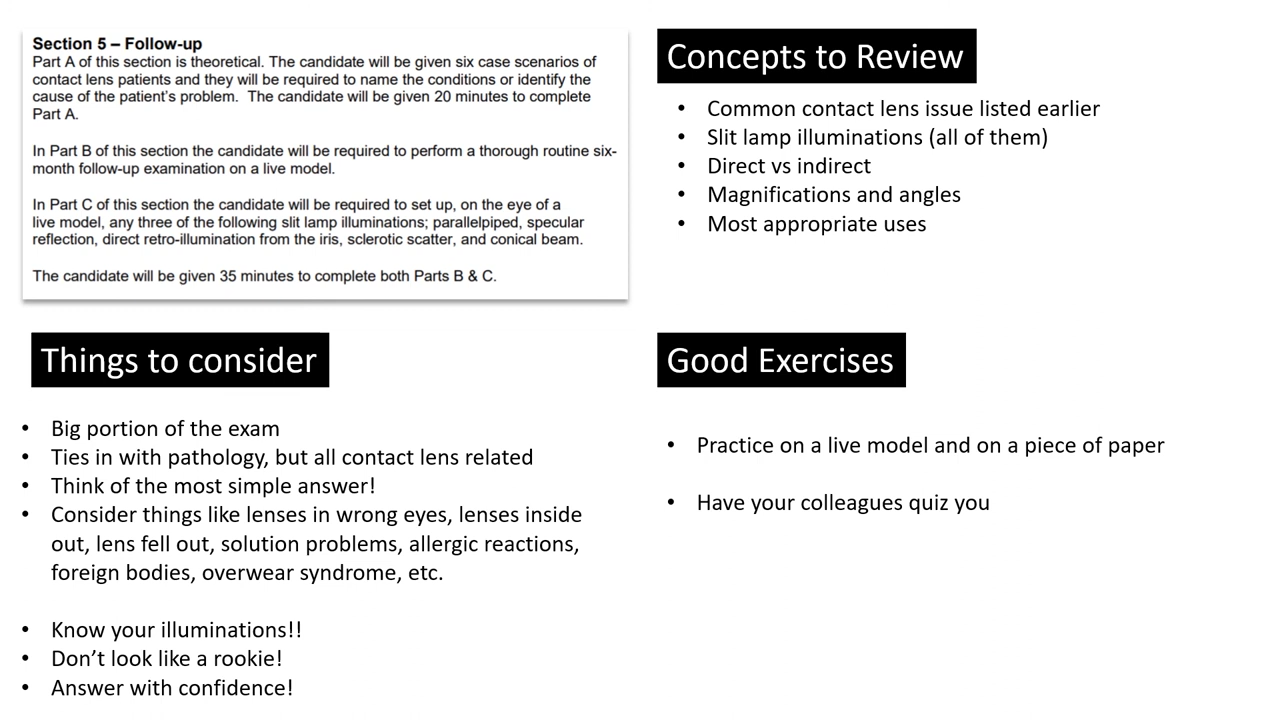 Section 5 – Follow-up
Part A of this section is theoretical. The candidate will be given six case scenarios of
contact lens patients and they will be required to name the conditions or identify the
cause of the patient's problem.  The candidate will be given 20 minutes to complete
Part A.
In Part B of this section the candidate will be required to perform a thorough routine six-
month follow-up examination on a live model.
In Part C of this section the candidate will be required to set up, on the eye of a
live model, any three of the following slit lamp illuminations; parallelpiped, specular
reflection, direct retro-illumination from the iris, sclerotic scatter, and conical beam.
The candidate will be given 35 minutes to complete both Parts B & C.
Concepts to Review
• Common contact lens issue listed earlier
• Slit lamp illuminations (all of them)
• Direct vs indirect
• Magnifications and angles
• Most appropriate uses
Things to consider
• Big portion of the exam
• Ties in with pathology, but all contact lens related
• Think of the most simple answer!
• Consider things like lenses in wrong eyes, lenses inside
out, lens fell out, solution problems, allergic reactions,
foreign bodies, overwear syndrome, etc.
• Know your illuminations!!
• Don’t look like a rookie!
• Answer with confidence!
Good Exercises
• Practice on a live model and on a piece of paper
• Have your colleagues quiz you